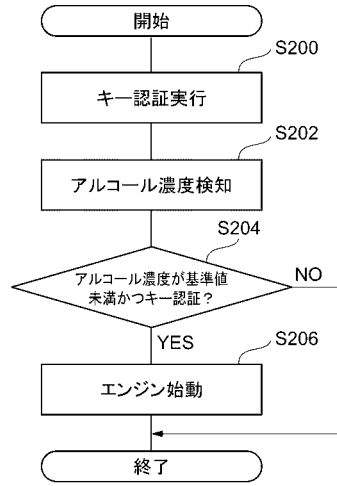 開始
S200
キー認証実行
S202
アルコール濃度検知
S204
アルコール濃度が基準値
未満かつキー認証？
NO
YES
S206
エンジン始動
終了